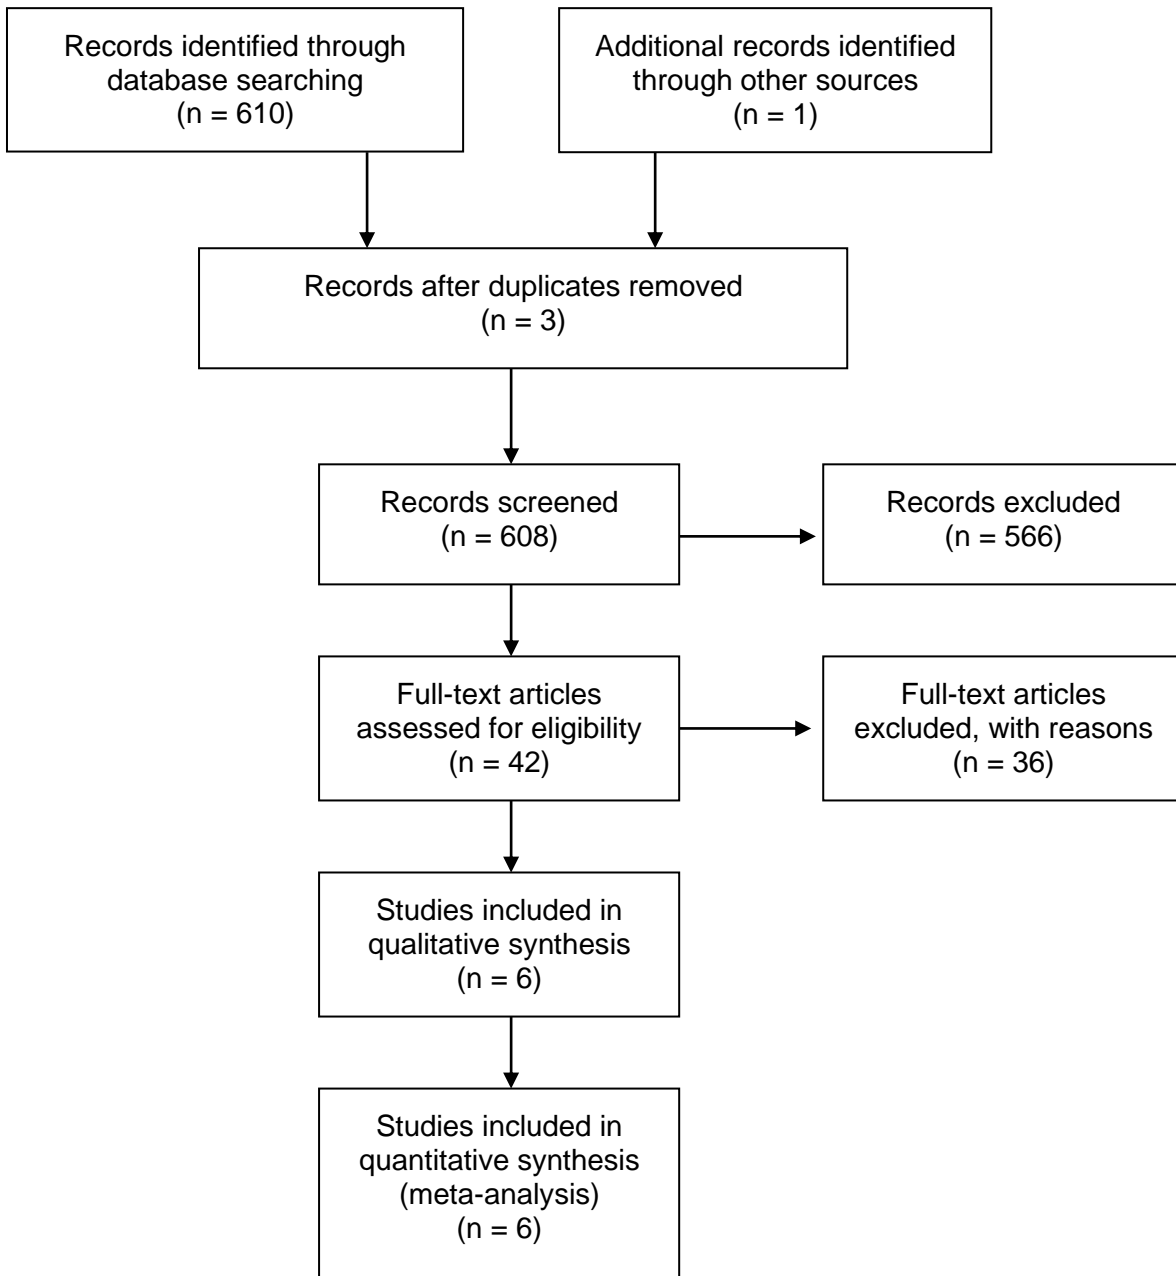 Records identified through
database searching
(n = 610)
Additional records identified
through other sources
(n = 1)
Records after duplicates removed
(n = 3)
Records screened
(n = 608)
Records excluded
(n = 566)
Full-text articles
assessed for eligibility
(n = 42)
Full-text articles
excluded, with reasons
(n = 36)
Studies included in
qualitative synthesis
(n = 6)
Studies included in
quantitative synthesis
(meta-analysis)
(n = 6)